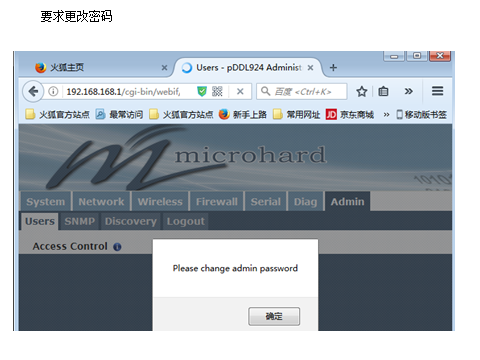 要求更改密码
火狐主页
Users - pDDL924 Administ
192.168.168.1/cgi-bin/webif,
百度 <Ctrl+K>
火狐官方站点 最常访问 火狐官方站点 新手上路 常用网址 JD 京东商城 » 移动版书签
microhard
System Network Wireless Firewall Serial Diag Admin
Users SNMP Discovery Logout
Access Control
Please change admin password
确定